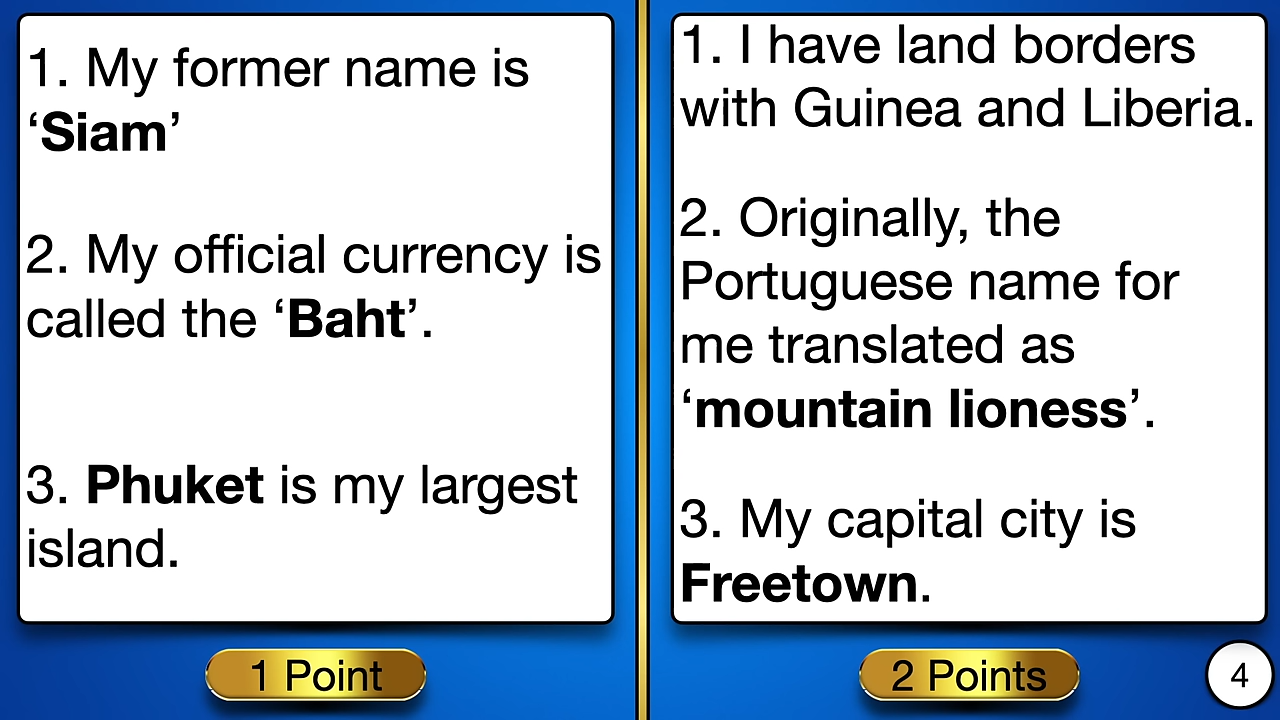 1. My former name is
‘Siam’
2. My official currency is
called the ‘Baht’.
3. Phuket is my largest
island.
1 Point
1. I have land borders
with Guinea and Liberia.
2. Originally, the
Portuguese name for
me translated as
‘mountain lioness’.
3. My capital city is
Freetown.
2 Points
4